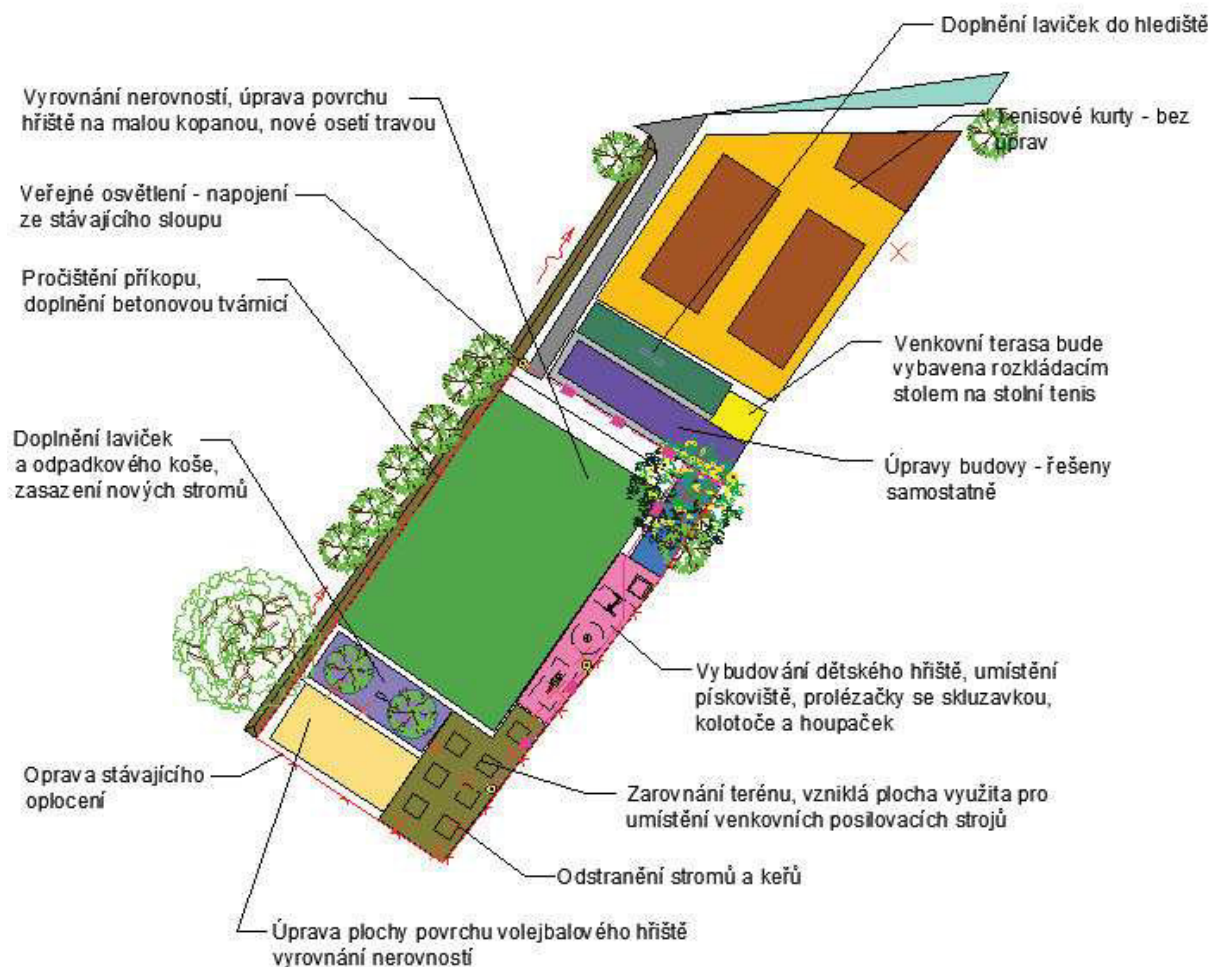 Doplnění laviček do hlediště
Vyrovnání nerovností, úprava povrchu
hřiště na malou kopanou, nové osetí travou
Tenisové kurty - bez
úprav
Veřejné osvětlení - napojení
ze stávajícího sloupu
Pročištění příkopu,
doplnění betonovou tvárnicí
Venkovní terasa bude
vybavena rozkládacím
stolem na stolní tenis
Doplnění laviček
a odpadkového koše,
zasazení nových stromů
Úpravy budovy - řešeny
samostatně
Vybudování dětského hřiště, umístění
pískoviště, prolézačky se skluzavkou,
kolotoče a houpaček
Oprava stávajícího
oplocení
Zarovnání terénu, vzniklá plocha využita pro
umístění venkovních posilovacích strojů
Odstranění stromů a keřů
Úprava plochy povrchu volejbalového hřiště
vyrovnání nerovností